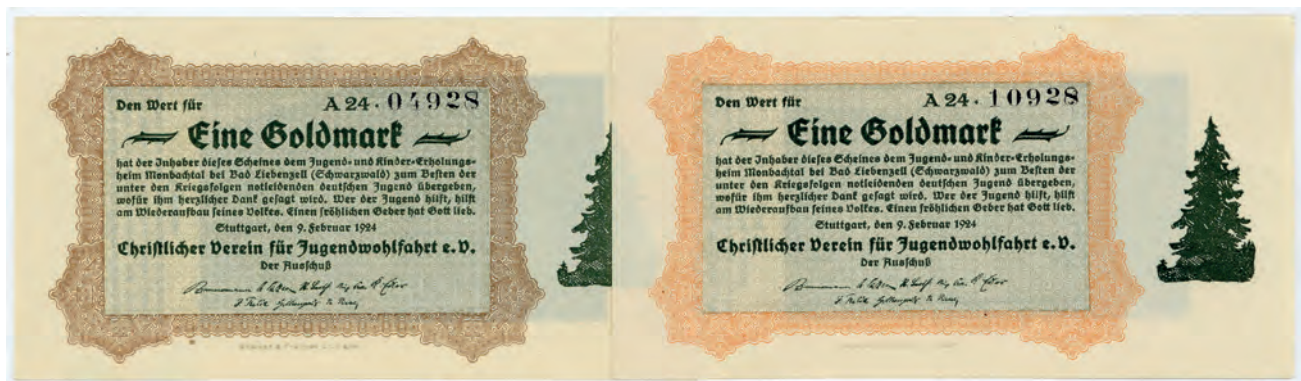 Den Wert für A 24 · 04928
Eine Goldmark
hat der Inhaber dieses Scheines dem Jugend- und Kinder-Erholungs-
heim Monbachtal bei Bad Liebenzell (Schwarzwald) zum Besten der
unter den Kriegsfolgen notleidenden deutschen Jugend übergeben,
wofür ihm herzlicher Dank gesagt wird. Wer der Jugend hilft, hilft
am Wiederaufbau seines Volkes. Einen fröhlichen Geber hat Gott lieb.
Stuttgart, den 9. Februar 1924
Christlicher Verein für Jugendwohlfahrt e. V.
Der Ausschuß
Den Wert für A 24 · 10928
Eine Goldmark
hat der Inhaber dieses Scheines dem Jugend- und Kinder-Erholungs-
heim Monbachtal bei Bad Liebenzell (Schwarzwald) zum Besten der
unter den Kriegsfolgen notleidenden deutschen Jugend übergeben,
wofür ihm herzlicher Dank gesagt wird. Wer der Jugend hilft, hilft
am Wiederaufbau seines Volkes. Einen fröhlichen Geber hat Gott lieb.
Stuttgart, den 9. Februar 1924
Christlicher Verein für Jugendwohlfahrt e. V.
Der Ausschuß